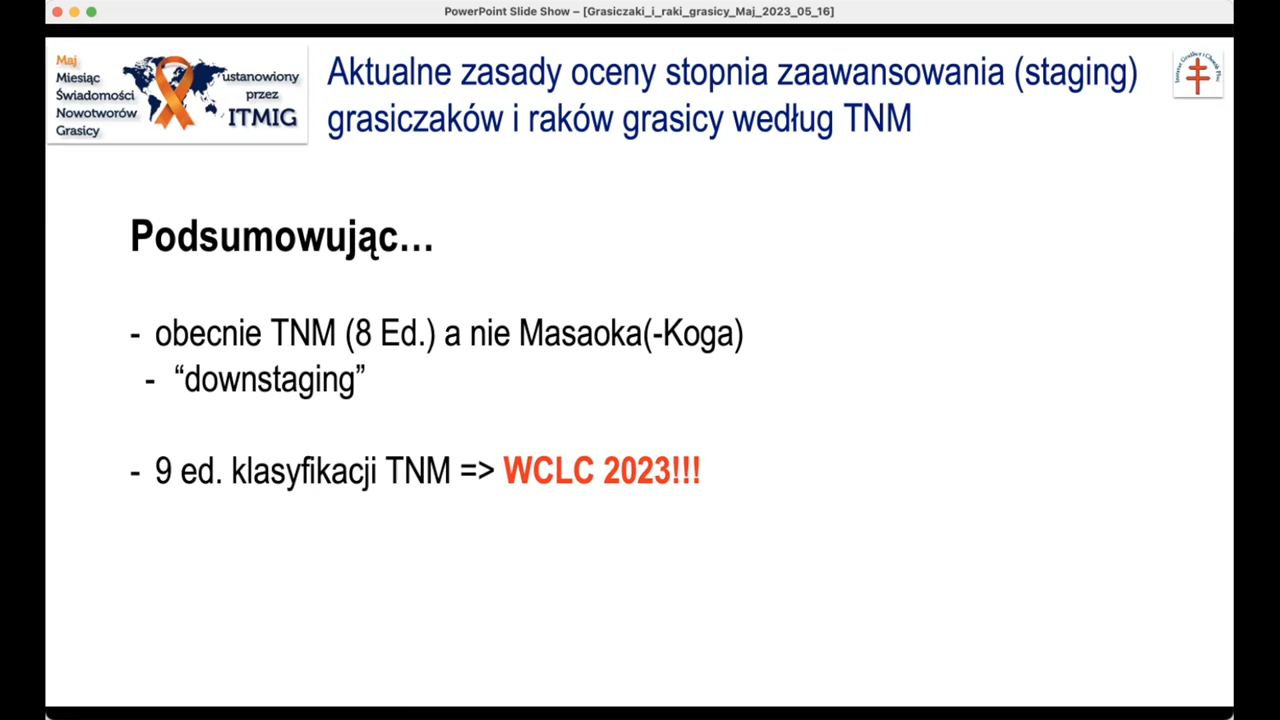 PowerPoint Slide Show – [Grasiczaki_i_raki_grasicy_Maj_2023_05_16]
Maj
Miesiąc
Świadomości
Nowotworów
Grasicy
ustanowiony
przez
ITMIG
Aktualne zasady oceny stopnia zaawansowania (staging)
grasiczaków i raków grasicy według TNM
Podsumowując...
- obecnie TNM (8 Ed.) a nie Masaoka(-Koga)
- “downstaging”
- 9 ed. klasyfikacji TNM => WCLC 2023!!!